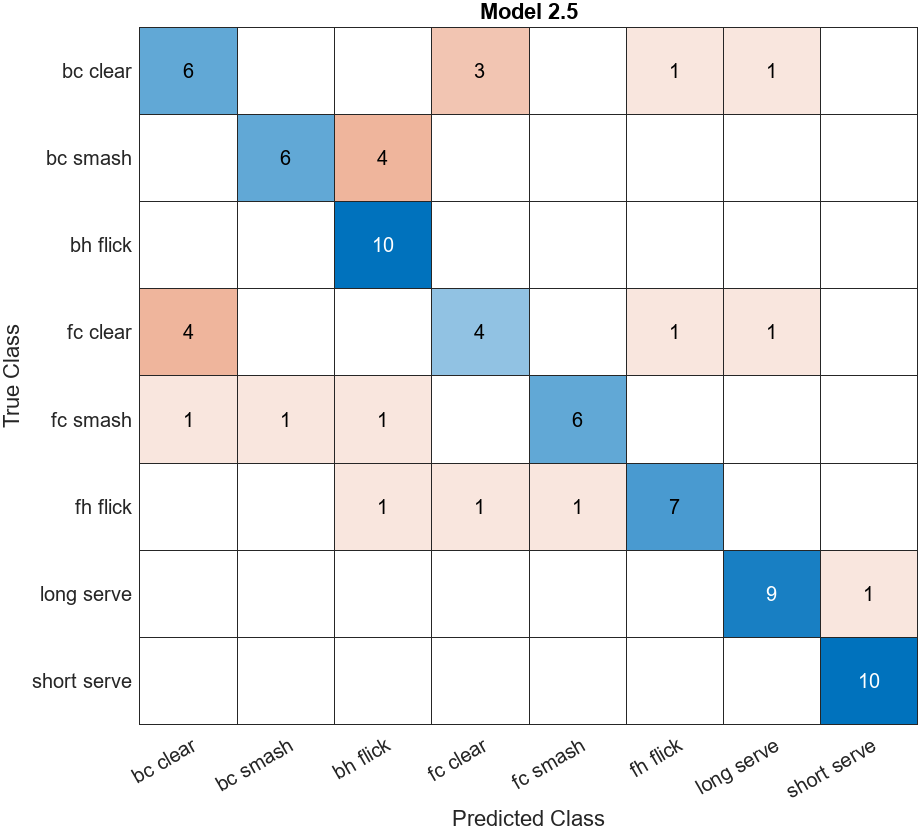 Model 2.5
bc clear 6 3 1 1
bc smash 6 4
bh flick 10
fc clear 4 4 1 1
fc smash 1 1 1 6
fh flick 1 1 1 7
long serve 9 1
short serve 10
True Class
bc clear bc smash bh flick fc clear fc smash fh flick long serve short serve
Predicted Class